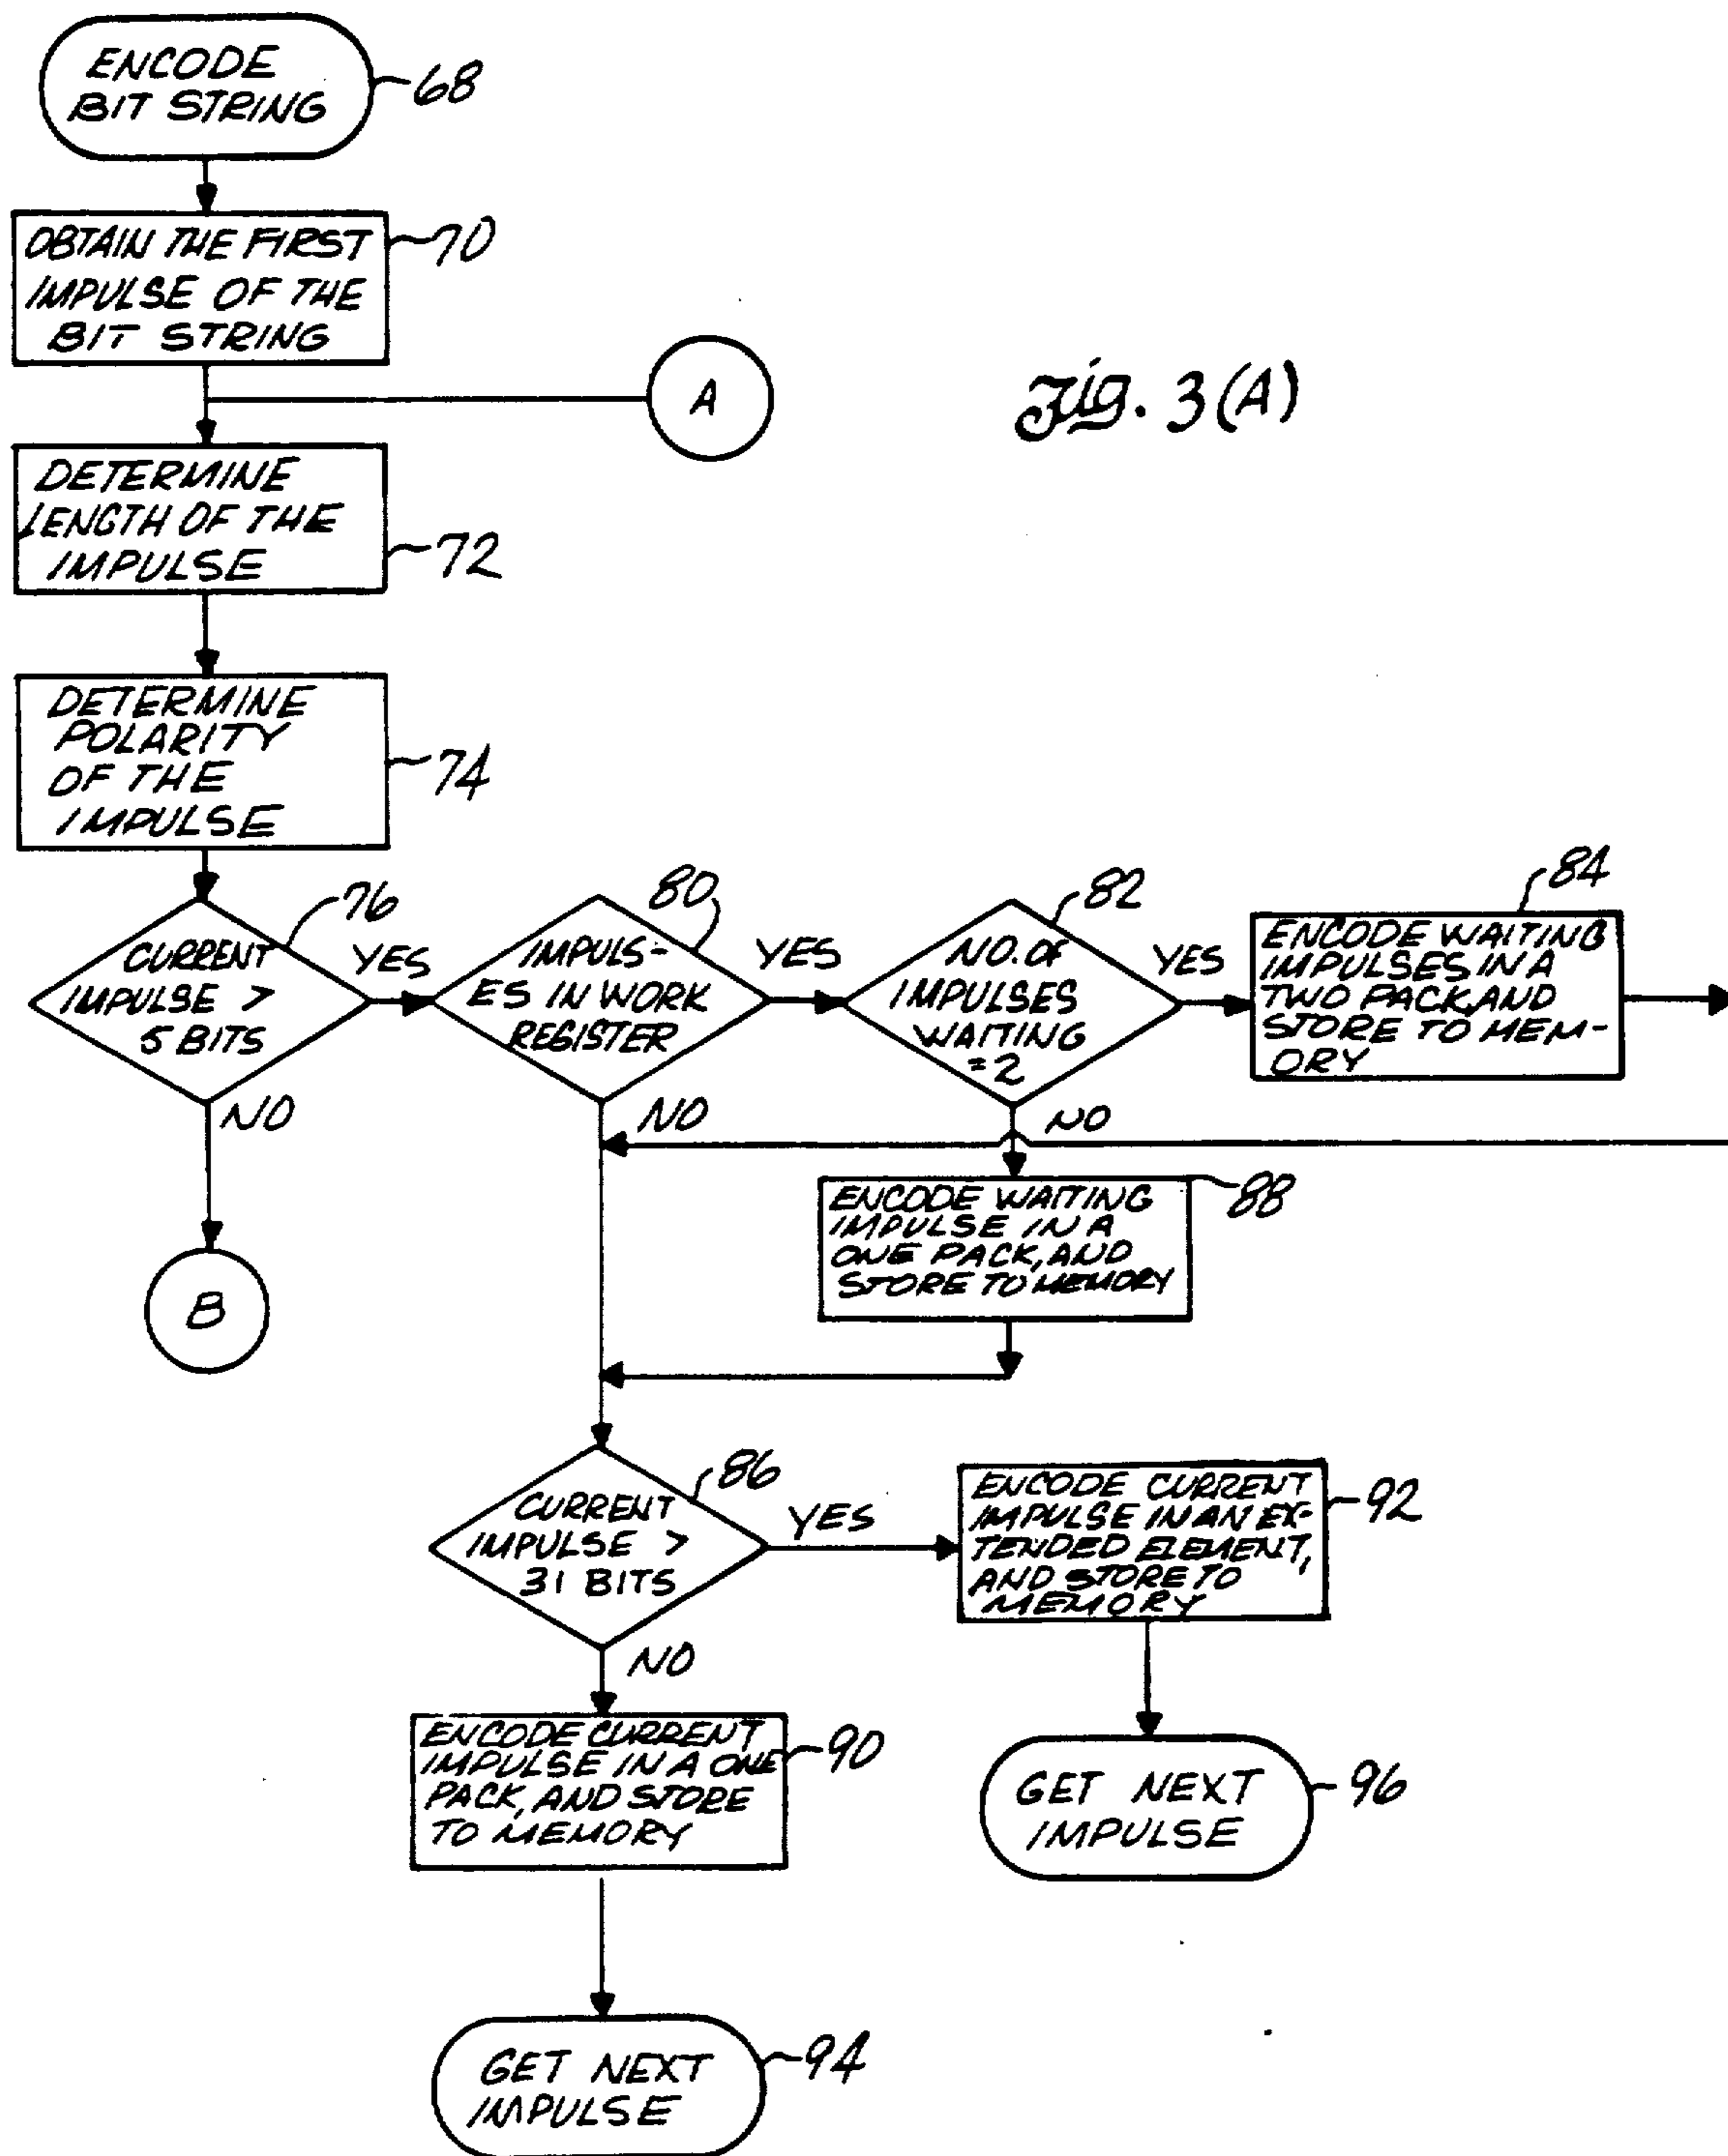 ENCODE
BIT STRING
68
OBTAIN THE FIRST
IMPULSE OF THE
BIT STRING
70
A
Fig. 3(A)
DETERMINE
LENGTH OF THE
IMPULSE
72
DETERMINE
POLARITY
OF THE
IMPULSE
74
CURRENT
IMPULSE >
5 BITS
76
YES
NO
B
IMPULS-
ES IN WORK
REGISTER
80
YES
NO
NO. OF
IMPULSES
WAITING
=2
82
YES
NO
ENCODE WAITING
IMPULSES IN A
TWO PACK, AND
STORE TO MEM-
ORY
84
ENCODE WAITING
IMPULSE IN A
ONE PACK, AND
STORE TO MEMORY
88
CURRENT
IMPULSE >
31 BITS
86
YES
NO
ENCODE CURRENT
IMPULSE IN AN EX-
TENDED ELEMENT,
AND STORE TO
MEMORY
92
ENCODE CURRENT
IMPULSE IN A ONE
PACK, AND STORE
TO MEMORY
90
GET NEXT
IMPULSE
96
GET NEXT
IMPULSE
94